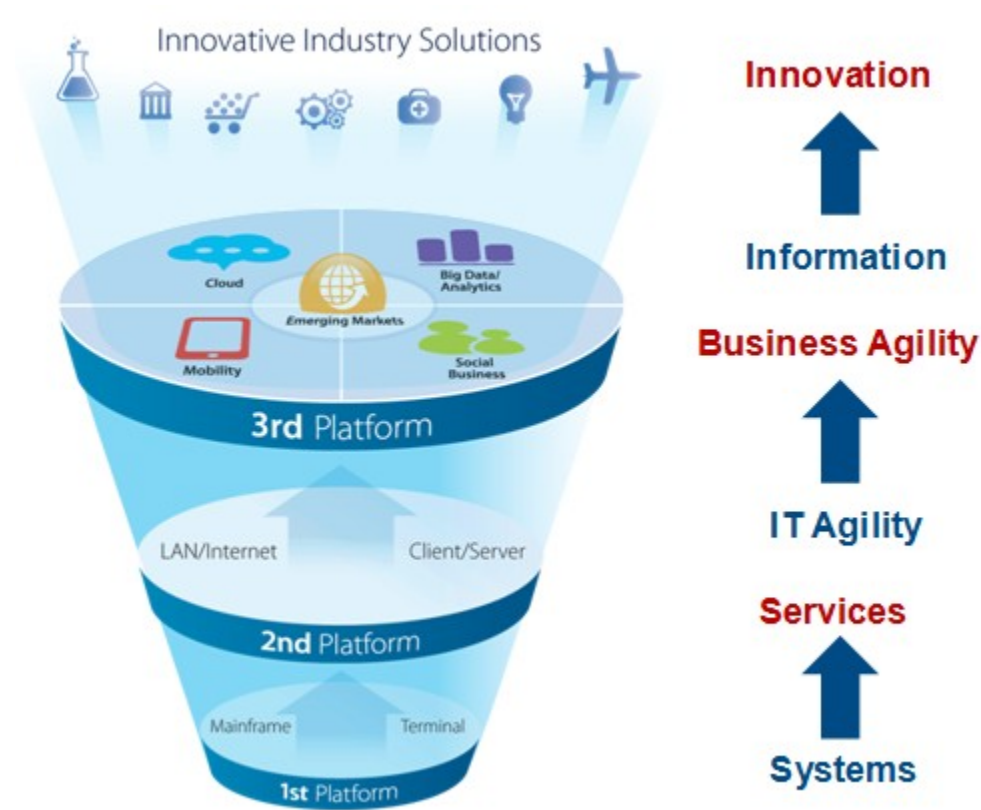 Innovative Industry Solutions
Cloud
Big Data/
Analytics
Emerging Markets
Mobility
Social
Business
3rd Platform
LAN/Internet
Client/Server
2nd Platform
Mainframe
Terminal
1st Platform
Innovation
Information
Business Agility
IT Agility
Services
Systems